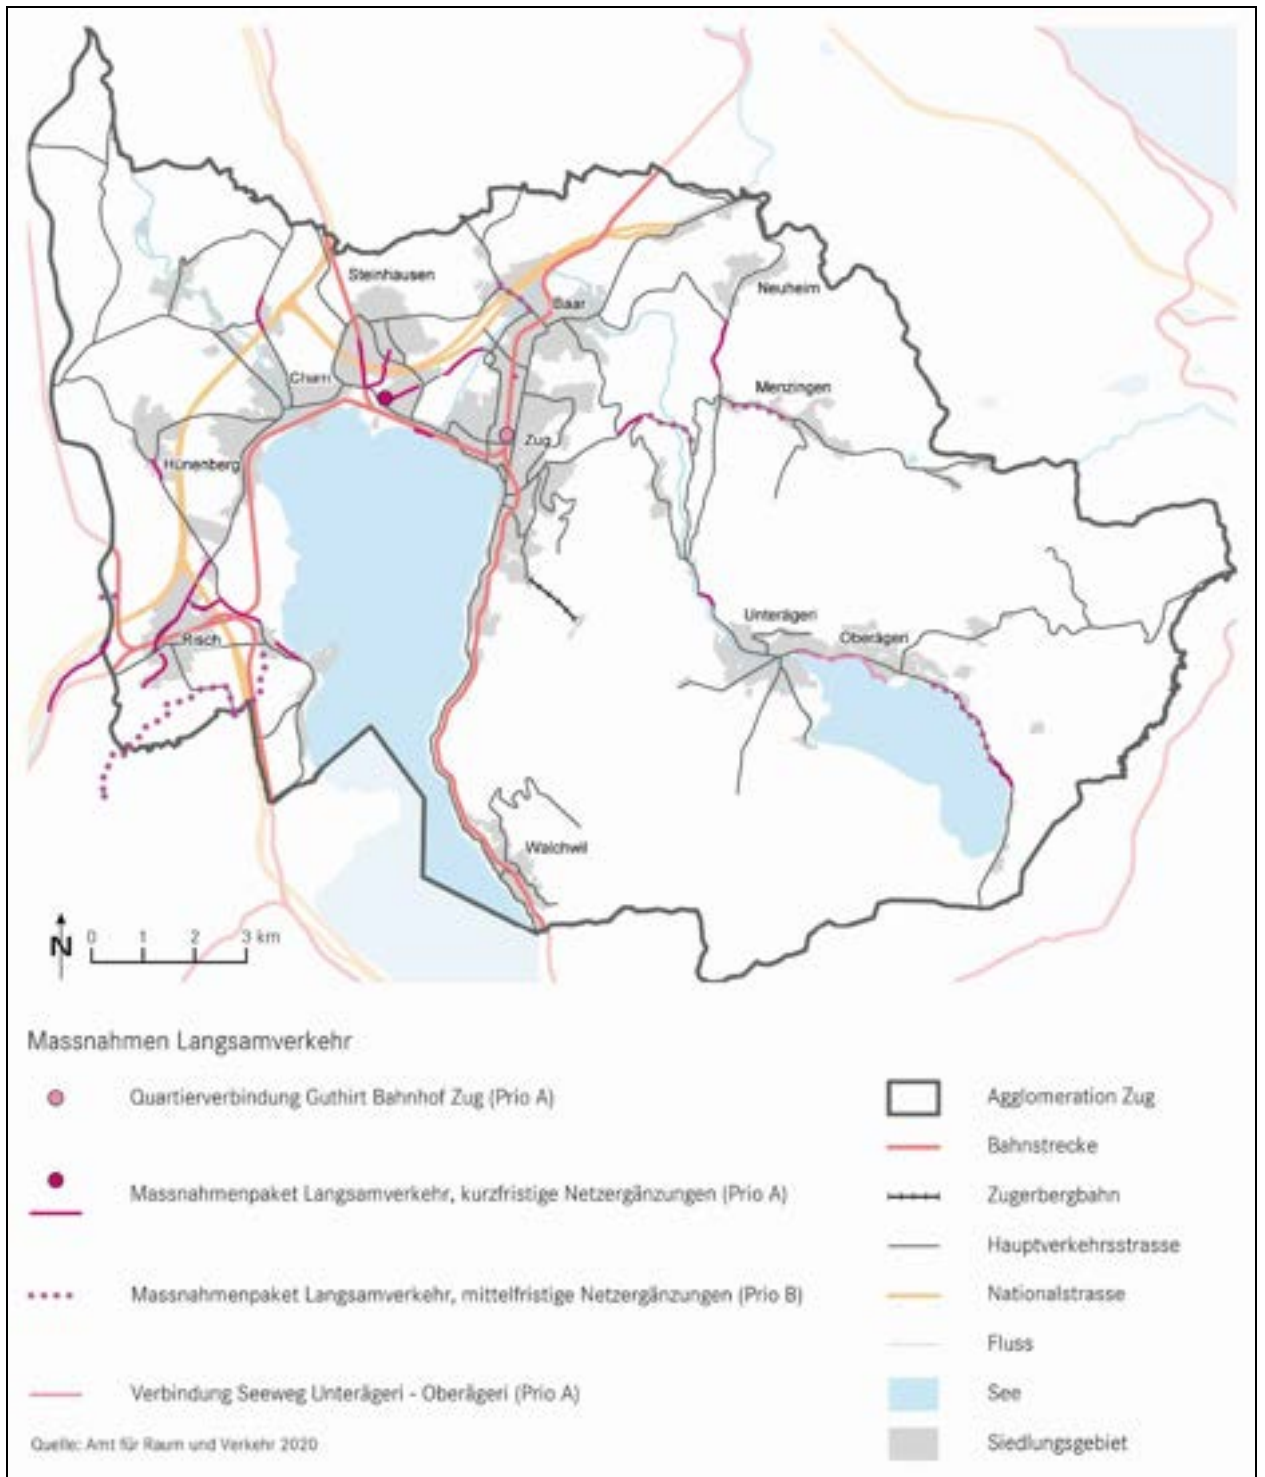 Steinhausen
Baar
Neuheim
Cham
Menzingen
Zug
Hünenberg
Unterägeri
Oberägeri
Risch
Walchwil
N
0 1 2 3 km
Massnahmen Langsamverkehr
Quartierverbindung Guthirt Bahnhof Zug (Prio A)
Massnahmenpaket Langsamverkehr, kurzfristige Netzergänzungen (Prio A)
Massnahmenpaket Langsamverkehr, mittelfristige Netzergänzungen (Prio B)
Verbindung Seeweg Unterägeri - Oberägeri (Prio A)
Quelle: Amt für Raum und Verkehr 2020
Agglomeration Zug
Bahnstrecke
Zugerbergbahn
Hauptverkehrsstrasse
Nationalstrasse
Fluss
See
Siedlungsgebiet